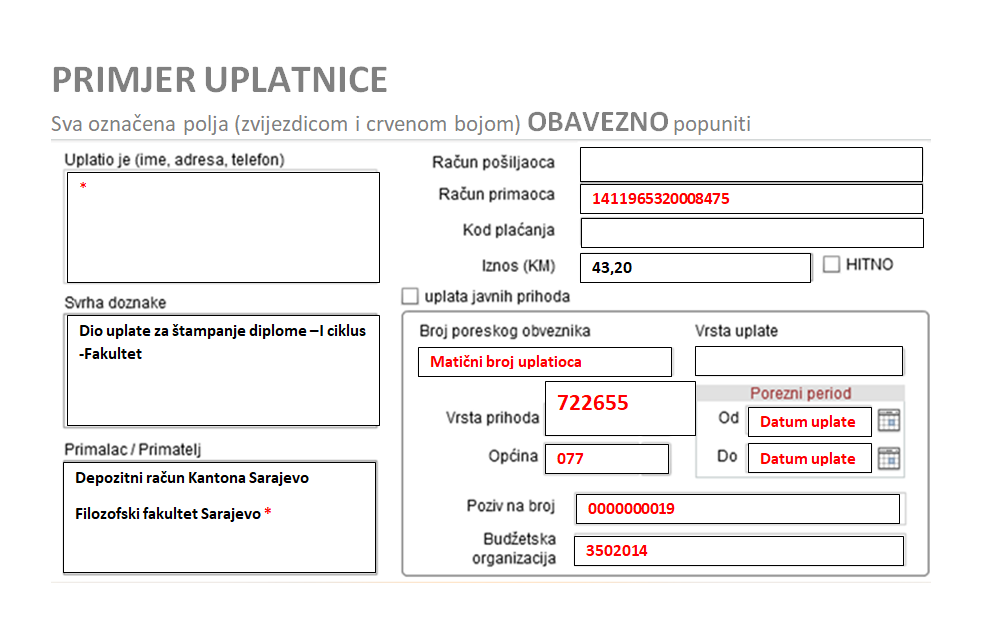 PRIMJER UPLATNICE
Sva označena polja (zvijezdicom i crvenom bojom) OBAVEZNO popuniti
Uplatio je (ime, adresa, telefon)
*
Svrha doznake
Dio uplate za štampanje diplome –I ciklus
-Fakultet
Primalac / Primatelj
Depozitni račun Kantona Sarajevo
Filozofski fakultet Sarajevo *
Račun pošiljaoca
Račun primaoca
1411965320008475
Kod plaćanja
Iznos (KM)
43,20
HITNO
uplata javnih prihoda
Broj poreskog obveznika
Matični broj uplatioca
Vrsta uplate
Vrsta prihoda
722655
Porezni period
Od
Datum uplate
Općina
077
Do
Datum uplate
Poziv na broj
0000000019
Budžetska
organizacija
3502014